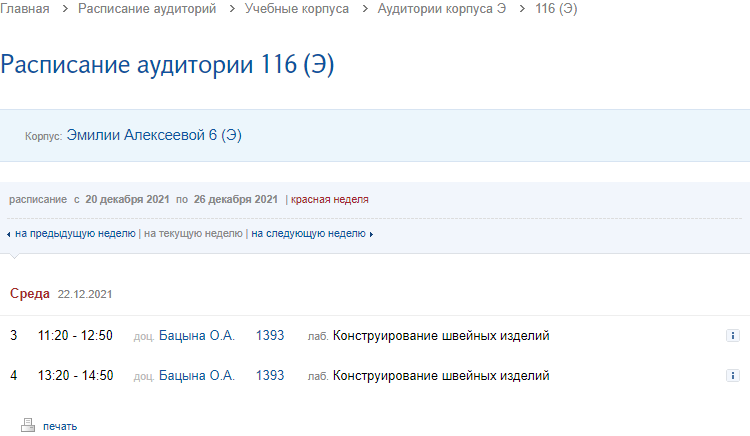 Главная > Расписание аудиторий > Учебные корпуса > Аудитории корпуса Э > 116 (Э)
Расписание аудитории 116 (Э)
Корпус: Эмилии Алексеевой 6 (Э)
расписание с 20 декабря 2021 по 26 декабря 2021 | красная неделя
на предыдущую неделю | на текущую неделю | на следующую неделю
Среда 22.12.2021
3 11:20 - 12:50 доц. Бацына О.А. 1393 лаб. Конструирование швейных изделий
4 13:20 - 14:50 доц. Бацына О.А. 1393 лаб. Конструирование швейных изделий
печать